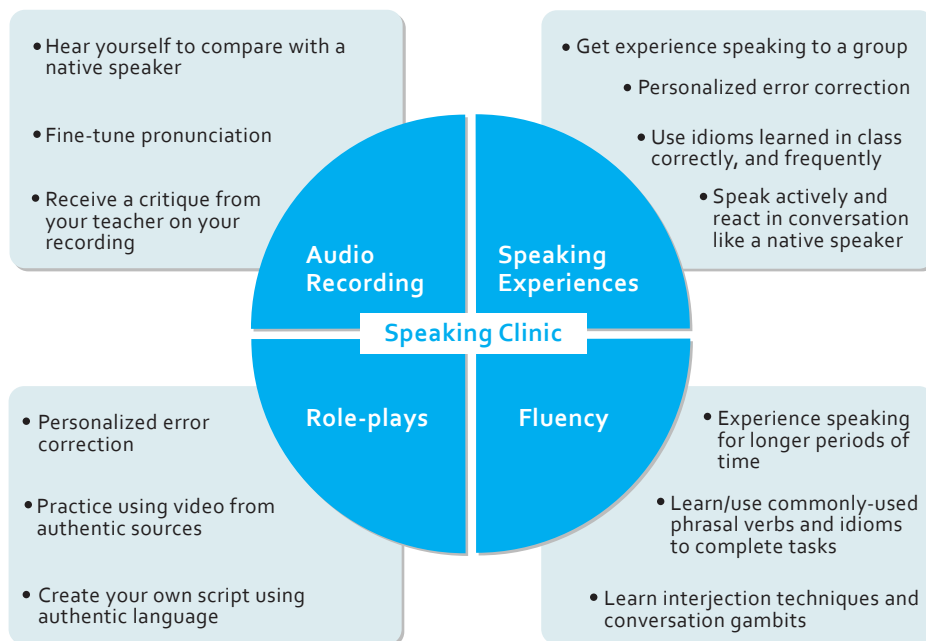 • Hear yourself to compare with a
native speaker
• Fine-tune pronunciation
• Receive a critique from
your teacher on your
recording
• Get experience speaking to a group
• Personalized error correction
• Use idioms learned in class
correctly, and frequently
• Speak actively and
react in conversation
like a native speaker
Audio
Recording
Speaking
Experiences
Speaking Clinic
Role-plays
Fluency
• Personalized error
correction
• Practice using video from
authentic sources
• Create your own script using
authentic language
• Experience speaking
for longer periods of
time
• Learn/use commonly-used
phrasal verbs and idioms
to complete tasks
• Learn interjection techniques and
conversation gambits